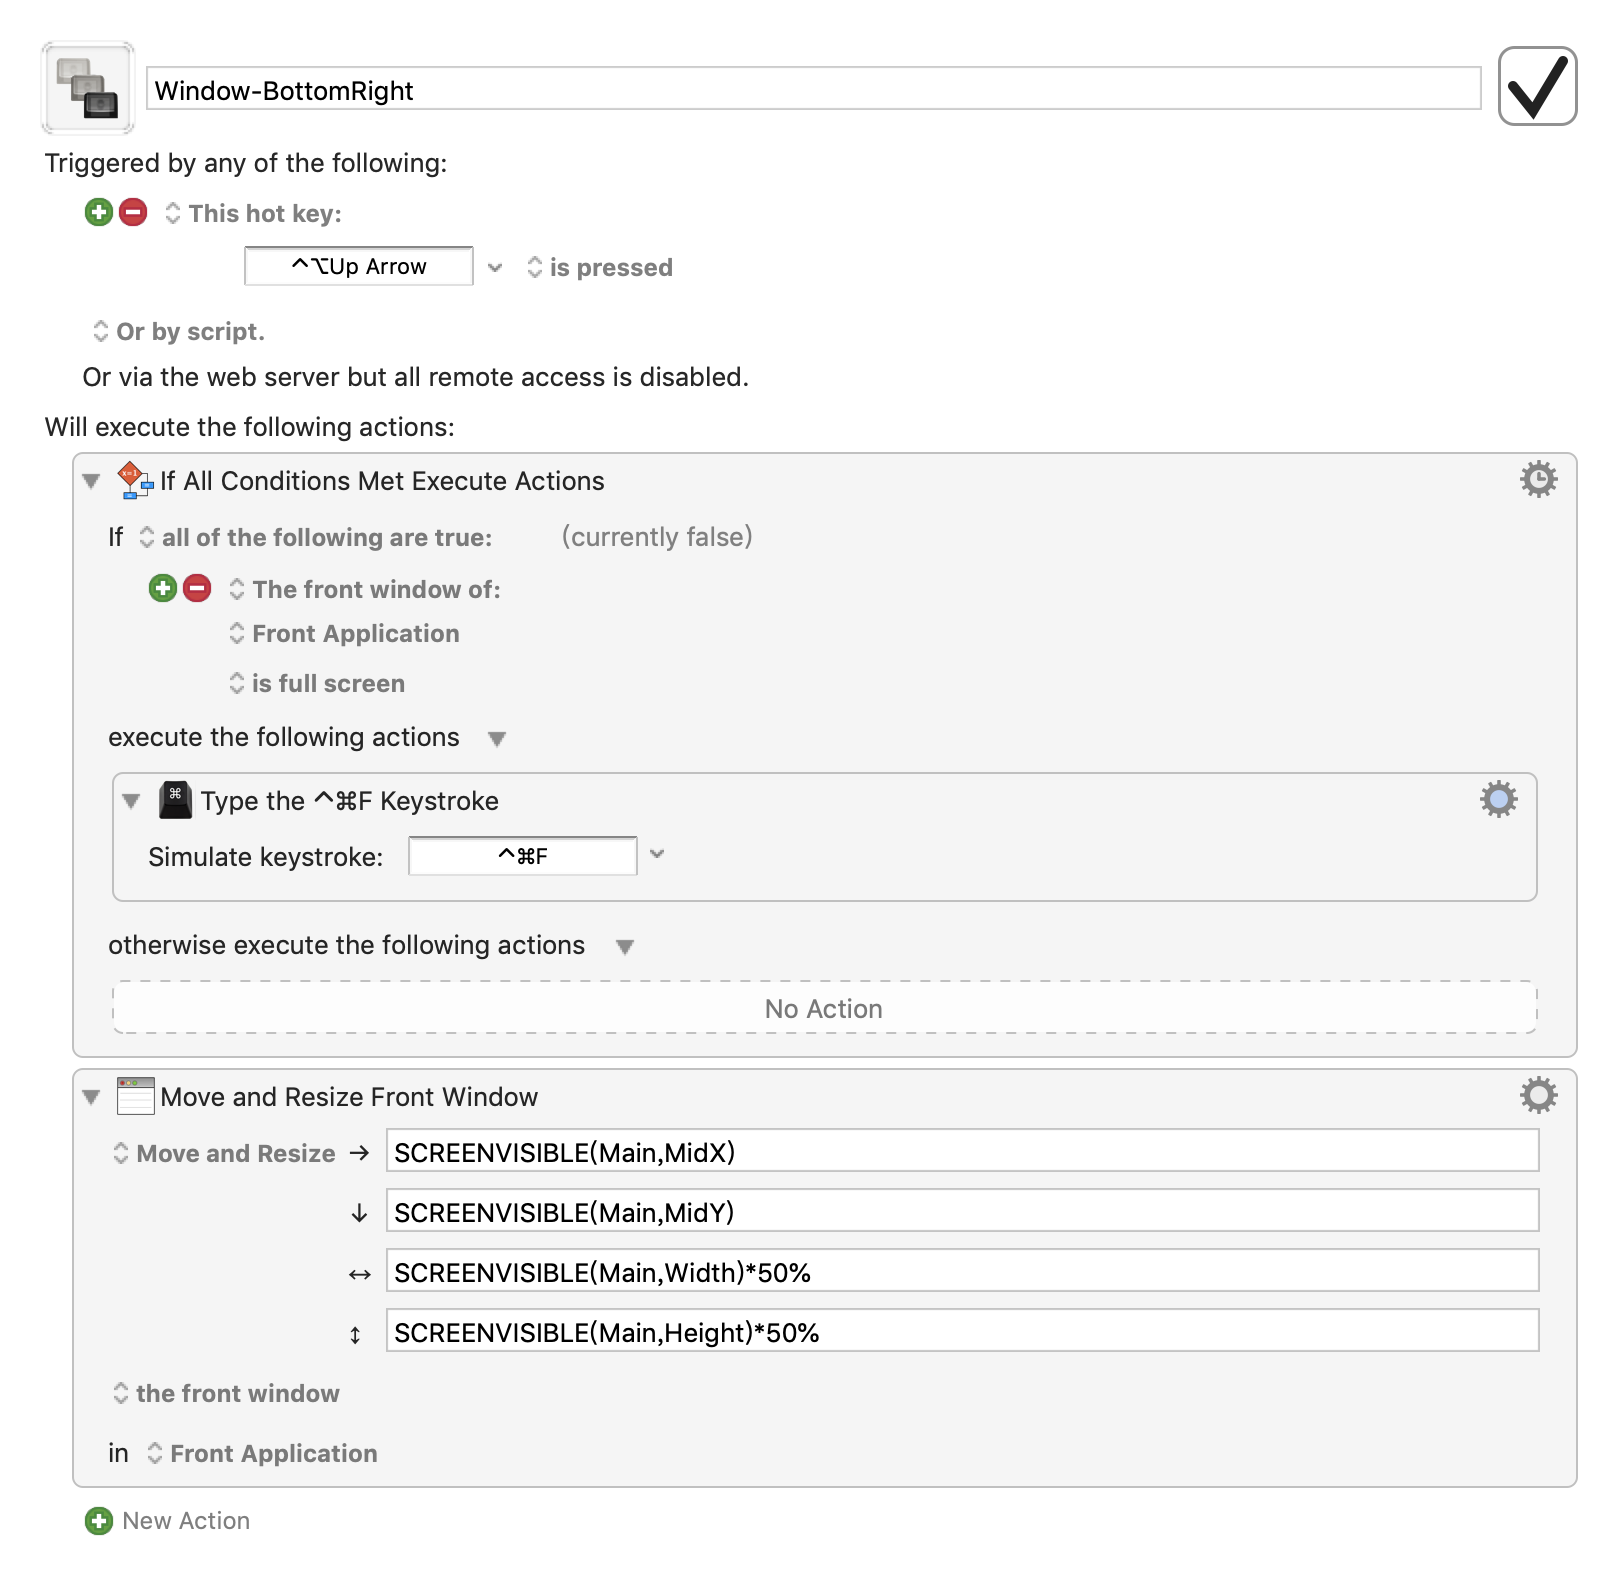 Window-BottomRight
Triggered by any of the following:
This hot key:
^⌥Up Arrow is pressed
Or by script.
Or via the web server but all remote access is disabled.
Will execute the following actions:
If All Conditions Met Execute Actions
If all of the following are true: (currently false)
The front window of:
Front Application
is full screen
execute the following actions
Type the ^⌘F Keystroke
Simulate keystroke: ^⌘F
otherwise execute the following actions
No Action
Move and Resize Front Window
Move and Resize → SCREENVISIBLE(Main,MidX)
↓ SCREENVISIBLE(Main,MidY)
↔ SCREENVISIBLE(Main,Width)*50%
↕ SCREENVISIBLE(Main,Height)*50%
the front window
in Front Application
New Action